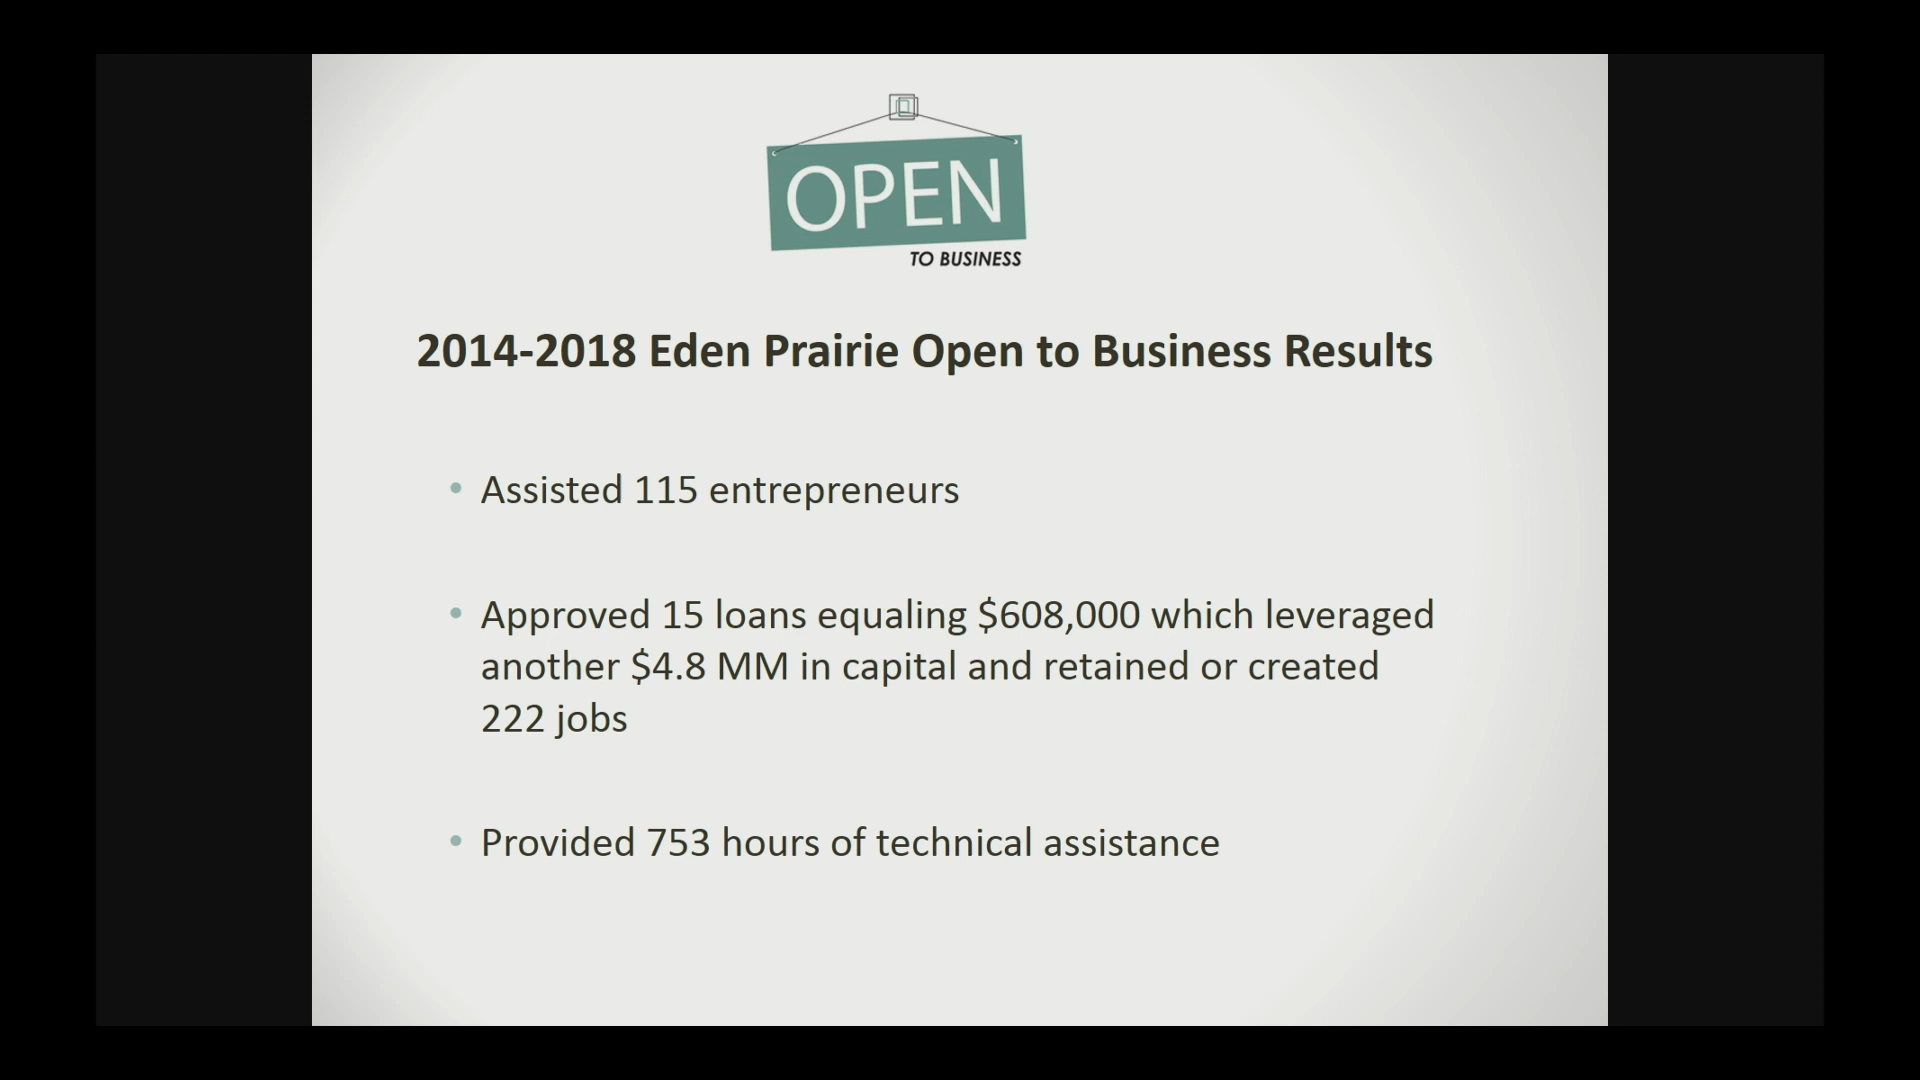 OPEN
TO BUSINESS
2014-2018 Eden Prairie Open to Business Results
• Assisted 115 entrepreneurs
• Approved 15 loans equaling $608,000 which leveraged
another $4.8 MM in capital and retained or created
222 jobs
• Provided 753 hours of technical assistance